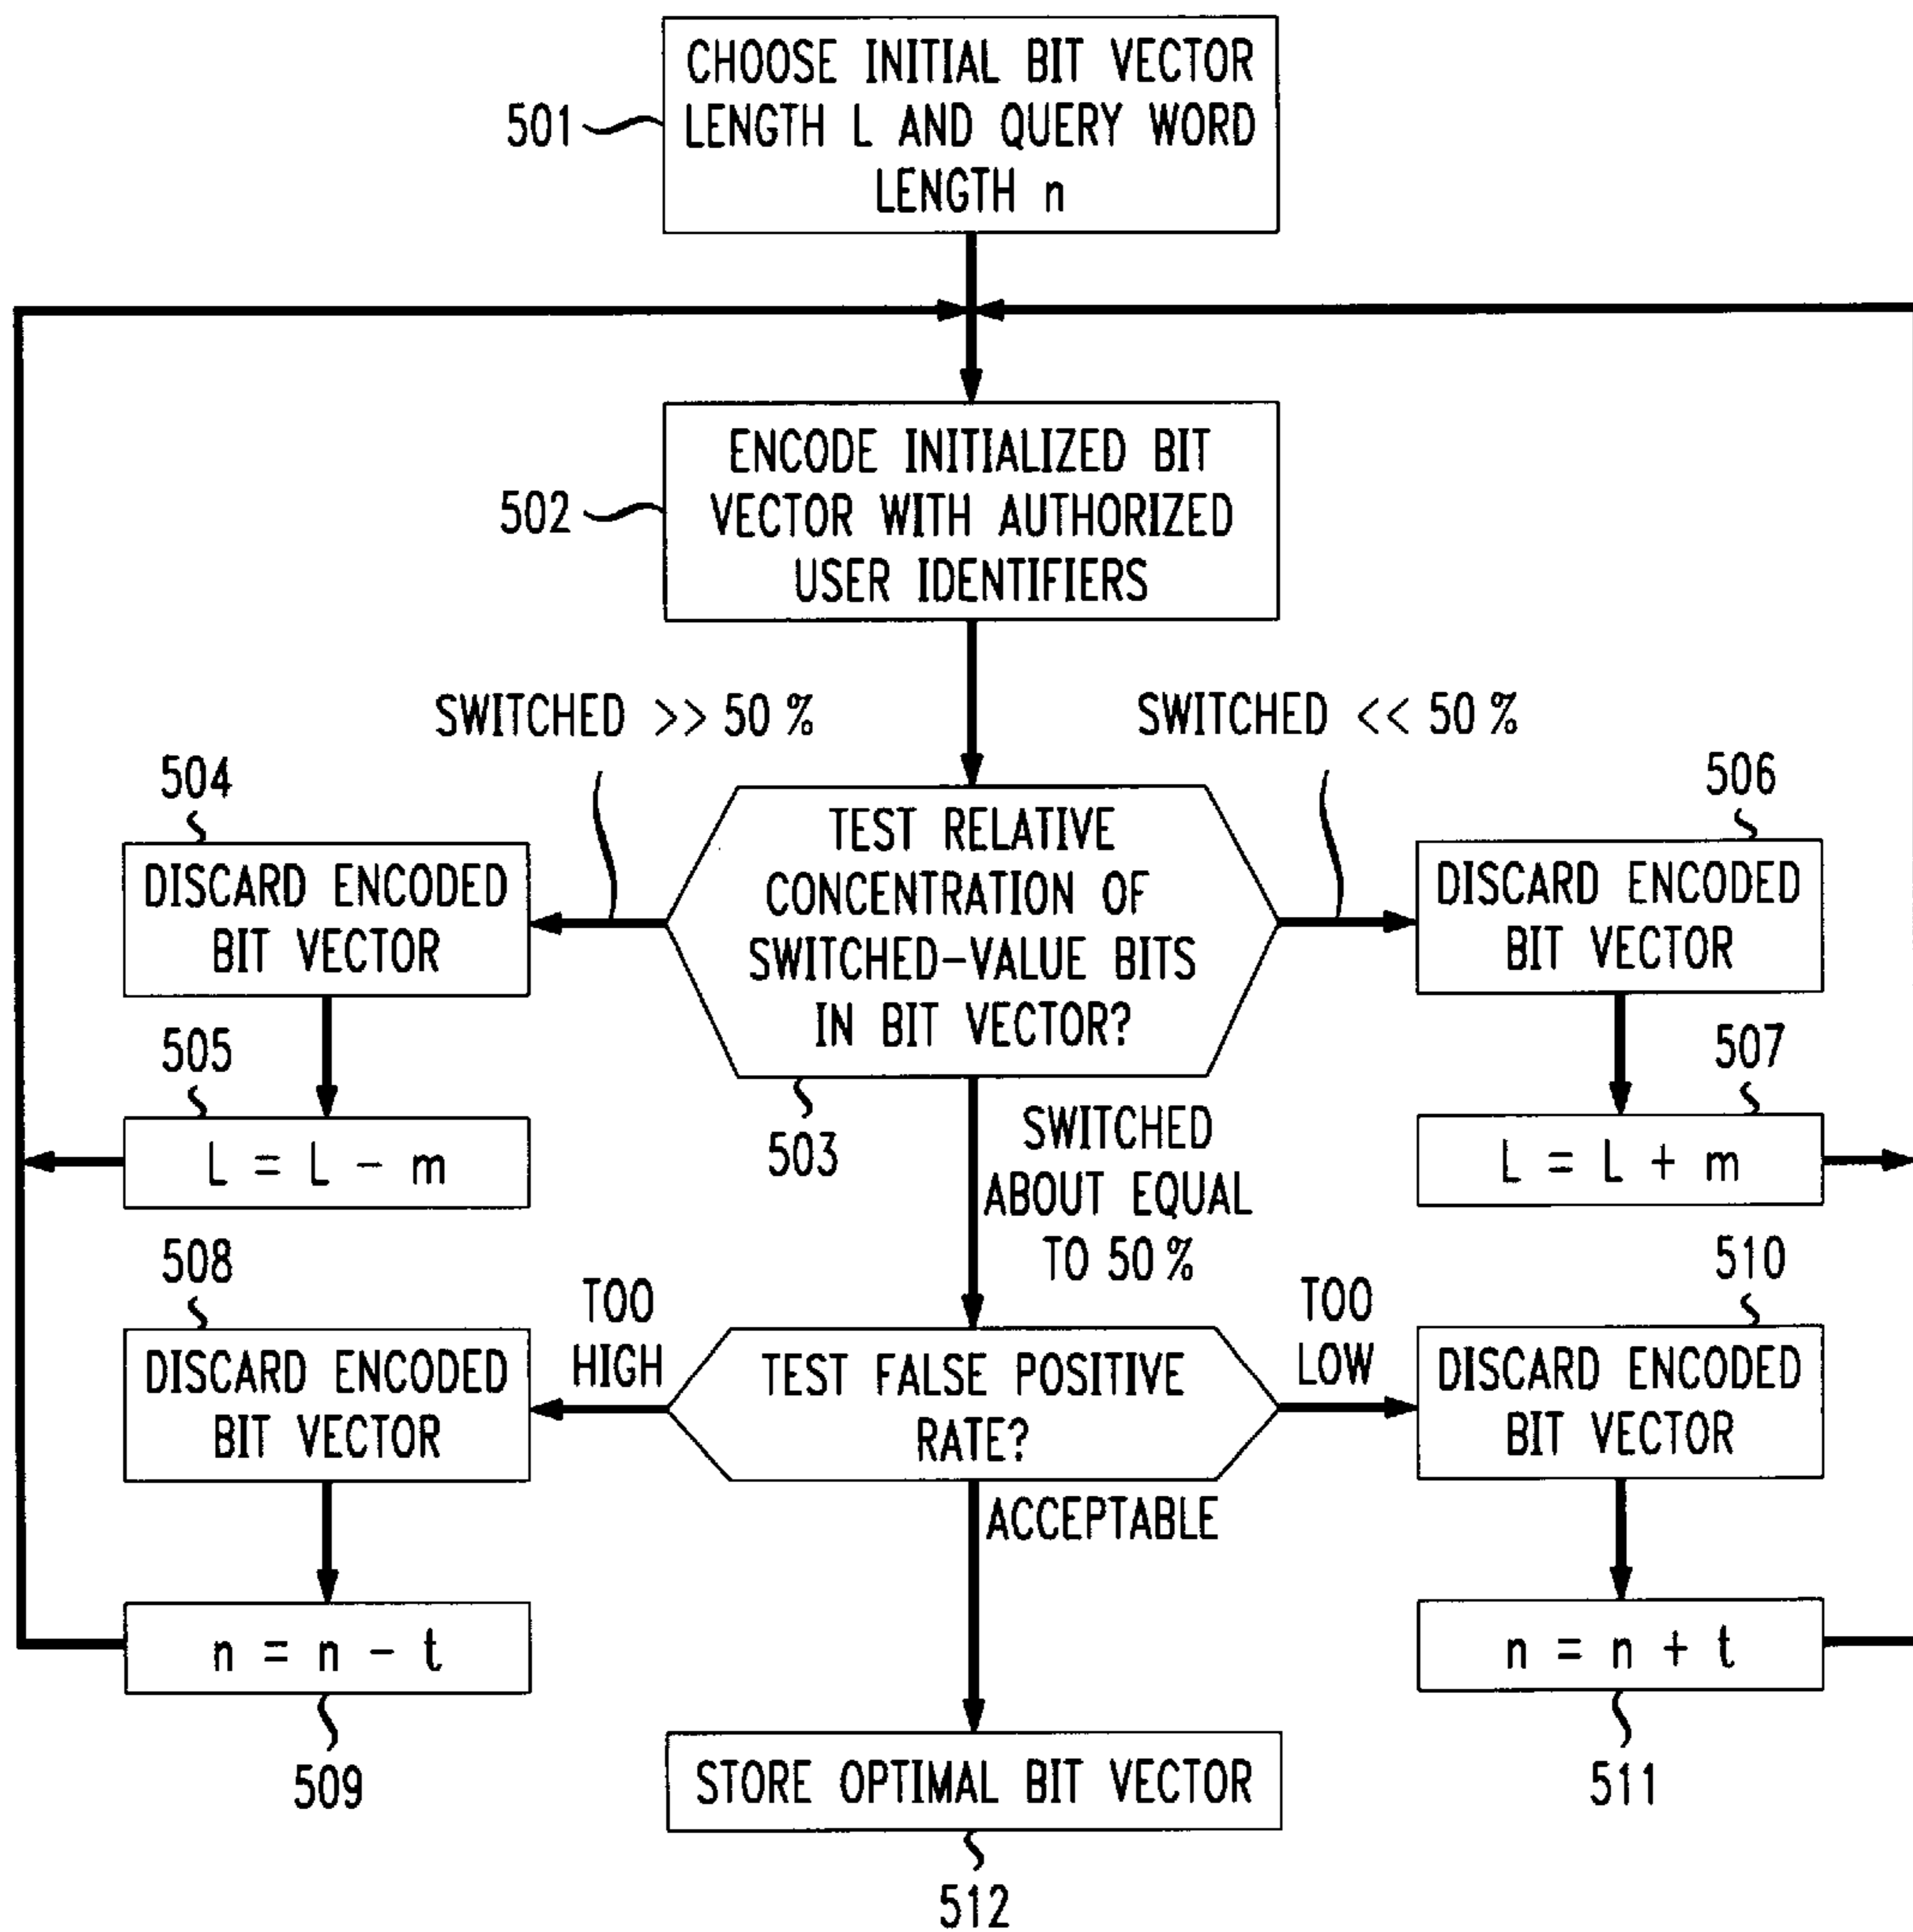 CHOOSE INITIAL BIT VECTOR
LENGTH L AND QUERY WORD
LENGTH n
501
ENCODE INITIALIZED BIT
VECTOR WITH AUTHORIZED
USER IDENTIFIERS
502
SWITCHED >> 50 %
SWITCHED << 50 %
504
506
DISCARD ENCODED
BIT VECTOR
TEST RELATIVE
CONCENTRATION OF
SWITCHED-VALUE BITS
IN BIT VECTOR?
DISCARD ENCODED
BIT VECTOR
505
507
L = L - m
503
SWITCHED
ABOUT EQUAL
TO 50 %
L = L + m
508
510
TOO
HIGH
TOO
LOW
DISCARD ENCODED
BIT VECTOR
TEST FALSE POSITIVE
RATE?
DISCARD ENCODED
BIT VECTOR
ACCEPTABLE
n = n - t
n = n + t
509
STORE OPTIMAL BIT VECTOR
511
512